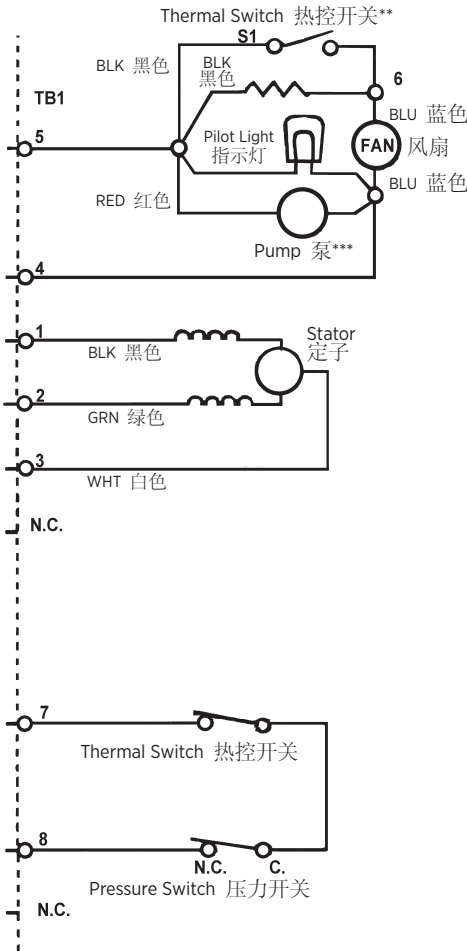 Thermal Switch 热控开关**
S1
BLK 黑色
BLK
黑色
6
TB1
BLU 蓝色
5
Pilot Light
指示灯
FAN 风扇
BLU 蓝色
RED 红色
Pump 泵***
4
1
Stator
定子
BLK 黑色
2
GRN 绿色
3
WHT 白色
N.C.
7
Thermal Switch 热控开关
8
N.C. C.
Pressure Switch 压力开关
N.C.